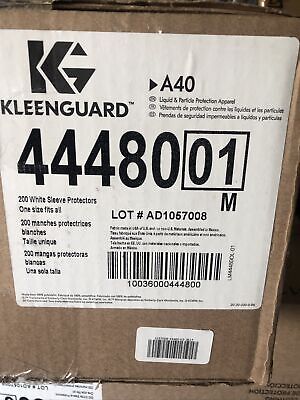 KG
KLEENGUARD™
A40
Liquid & Particle Protection Apparel
Vêtements de protection contre les liquides et les particules
Prendas de seguridad impermeables a líquidos y partículas
44480 01
M
200 White Sleeve Protectors
One size fits all
LOT # AD1057008
200 manches protectrices
blanches
Taille unique
200 mangas protectoras
blancas
Una sola talla
10036000444800